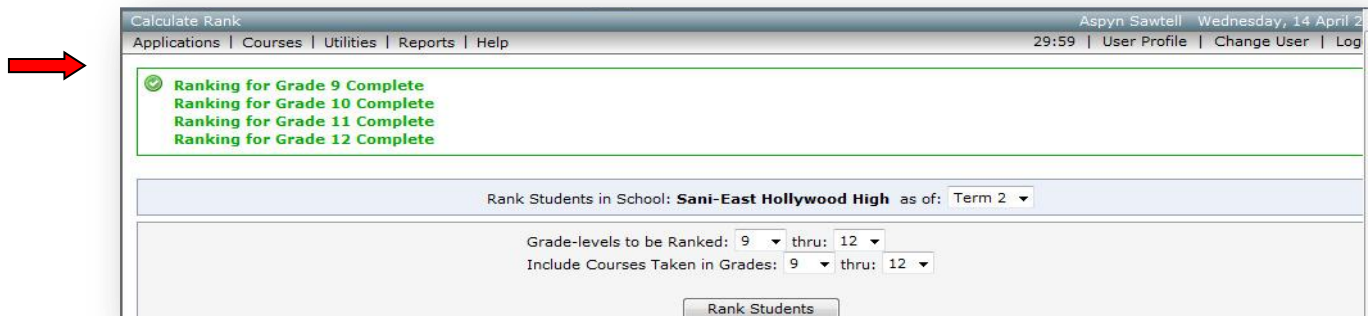 Calculate Rank Aspyn Sawtell Wednesday, 14 April 2
Applications | Courses | Utilities | Reports | Help 29:59 | User Profile | Change User | Log
Ranking for Grade 9 Complete
Ranking for Grade 10 Complete
Ranking for Grade 11 Complete
Ranking for Grade 12 Complete
Rank Students in School: Sani-East Hollywood High as of: Term 2
Grade-levels to be Ranked: 9 thru: 12
Include Courses Taken in Grades: 9 thru: 12
Rank Students